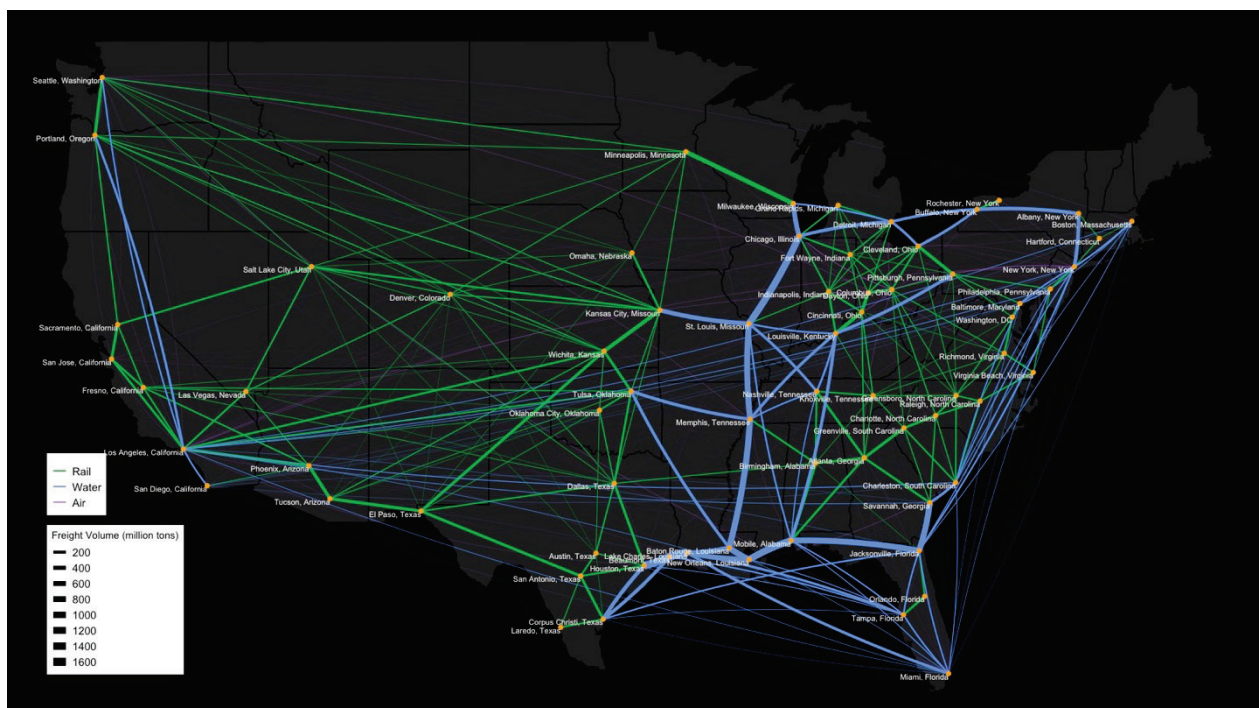 Seattle, Washington
Portland, Oregon
Minneapolis, Minnesota
Milwaukee, Wisconsin
Grand Rapids, Michigan
Rochester, New York
Buffalo, New York
Albany, New York
Boston, Massachusetts
Detroit, Michigan
Chicago, Illinois
Hartford, Connecticut
Cleveland, Ohio
Fort Wayne, Indiana
Salt Lake City, Utah
Omaha, Nebraska
New York, New York
Pittsburgh, Pennsylvania
Philadelphia, Pennsylvania
Denver, Colorado
Indianapolis, Indiana
Dayton, Ohio
Columbus, Ohio
Baltimore, Maryland
Kansas City, Missouri
Cincinnati, Ohio
Washington, DC
Sacramento, California
St. Louis, Missouri
Louisville, Kentucky
San Jose, California
Wichita, Kansas
Richmond, Virginia
Virginia Beach, Virginia
Fresno, California
Las Vegas, Nevada
Tulsa, Oklahoma
Nashville, Tennessee
Knoxville, Tennessee
Greensboro, North Carolina
Raleigh, North Carolina
Oklahoma City, Oklahoma
Memphis, Tennessee
Charlotte, North Carolina
Greenville, South Carolina
Los Angeles, California
Phoenix, Arizona
Birmingham, Alabama
Atlanta, Georgia
San Diego, California
Tucson, Arizona
Dallas, Texas
Charleston, South Carolina
El Paso, Texas
Savannah, Georgia
Mobile, Alabama
Austin, Texas
Lake Charles, Louisiana
Baton Rouge, Louisiana
Jacksonville, Florida
Beaumont, Texas
New Orleans, Louisiana
Houston, Texas
San Antonio, Texas
Orlando, Florida
Tampa, Florida
Corpus Christi, Texas
Laredo, Texas
Miami, Florida
Rail
Water
Air
Freight Volume (million tons)
200
400
600
800
1000
1200
1400
1600